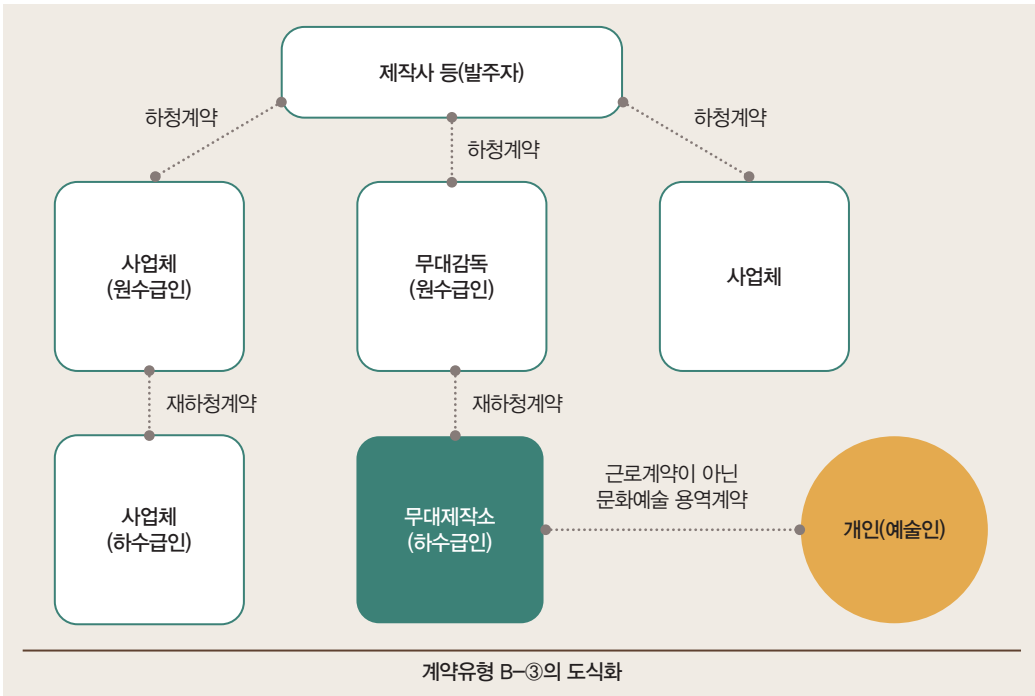 제작사 등(발주자)
하청계약
하청계약
하청계약
사업체
(원수급인)
무대감독
(원수급인)
사업체
재하청계약
재하청계약
사업체
(하수급인)
무대제작소
(하수급인)
근로계약이 아닌
문화예술 용역계약
개인(예술인)
계약유형 B-③의 도식화